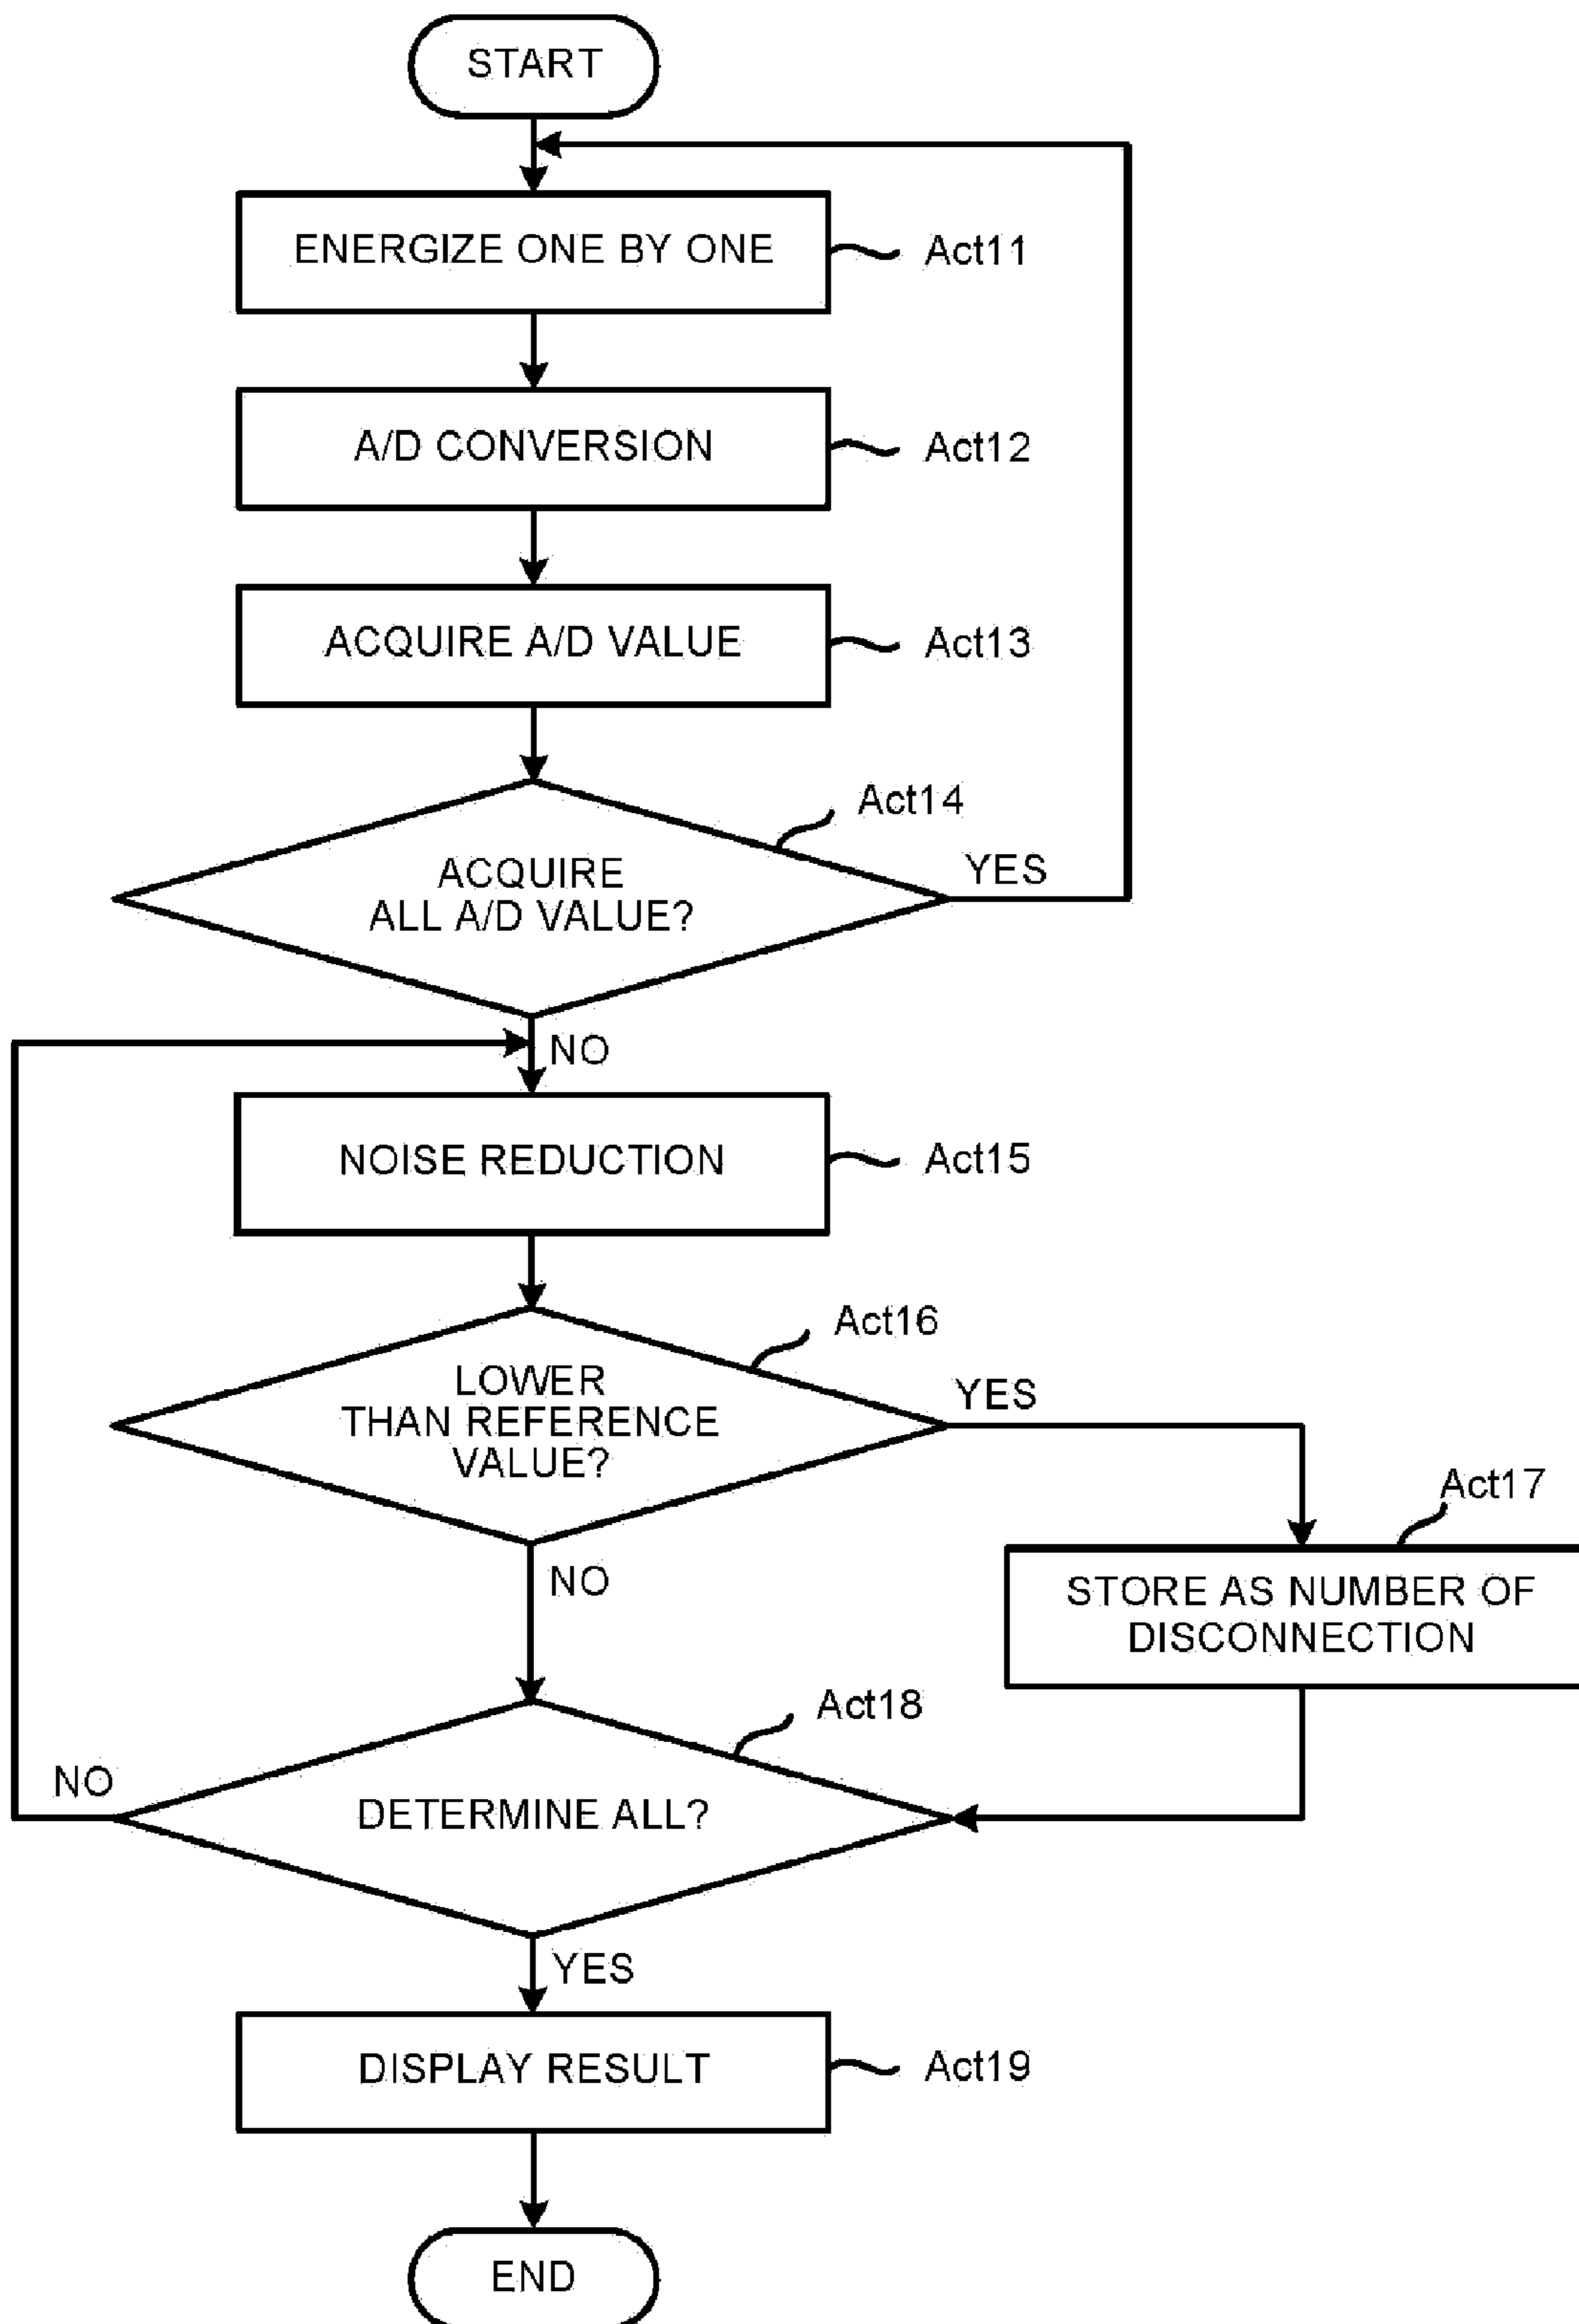 START
ENERGIZE ONE BY ONE
Act11
A/D CONVERSION
Act12
ACQUIRE A/D VALUE
Act13
Act14
ACQUIRE
ALL A/D VALUE?
YES
NO
NOISE REDUCTION
Act15
Act16
LOWER
THAN REFERENCE
VALUE?
YES
NO
Act17
STORE AS NUMBER OF
DISCONNECTION
Act18
DETERMINE ALL?
NO
YES
DISPLAY RESULT
Act19
END